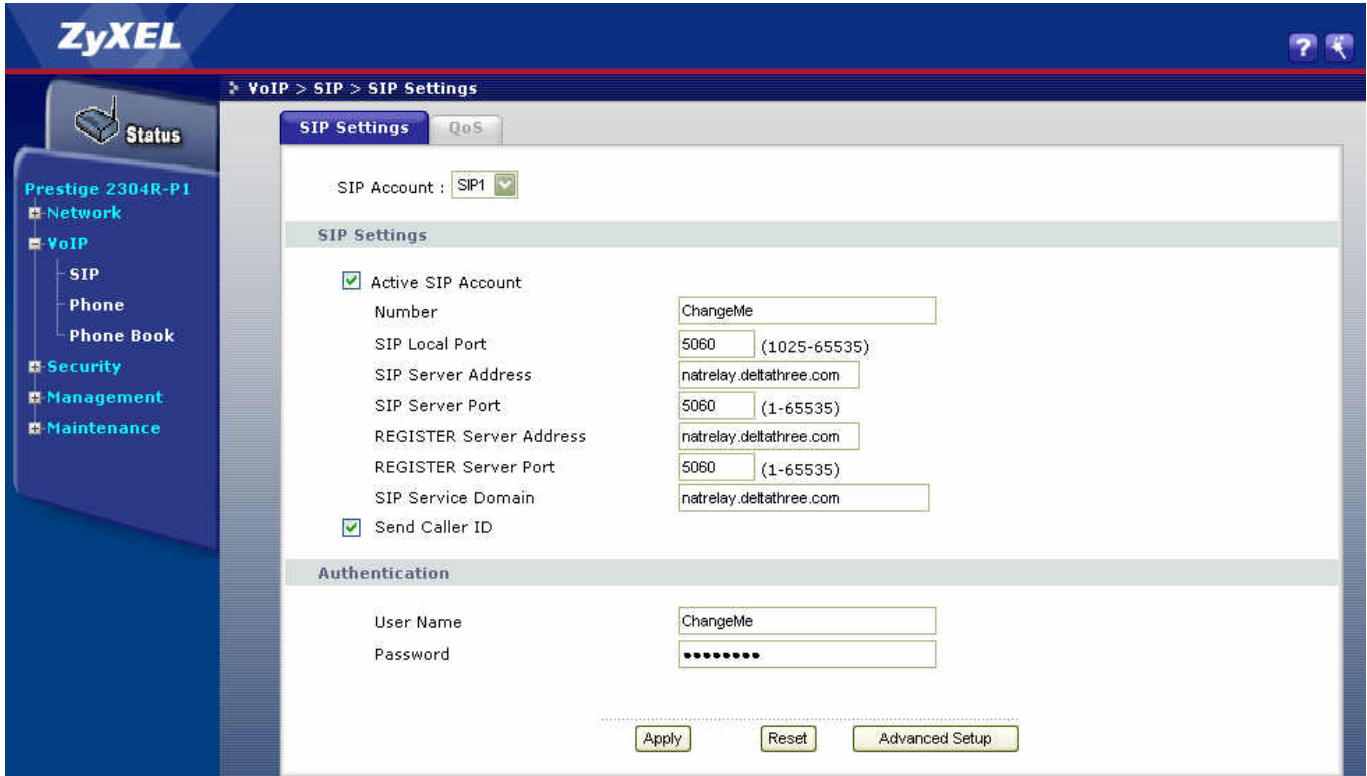 ZyXEL
?
VoIP > SIP > SIP Settings
Status
SIP Settings
QoS
SIP Account : SIP1
Prestige 2304R-P1
Network
VoIP
SIP
Phone
Phone Book
Security
Management
Maintenance
SIP Settings
Active SIP Account
Number ChangeMe
SIP Local Port 5060 (1025-65535)
SIP Server Address natrelay.deltathree.com
SIP Server Port 5060 (1-65535)
REGISTER Server Address natrelay.deltathree.com
REGISTER Server Port 5060 (1-65535)
SIP Service Domain natrelay.deltathree.com
Send Caller ID
Authentication
User Name ChangeMe
Password ••••••••
Apply Reset Advanced Setup